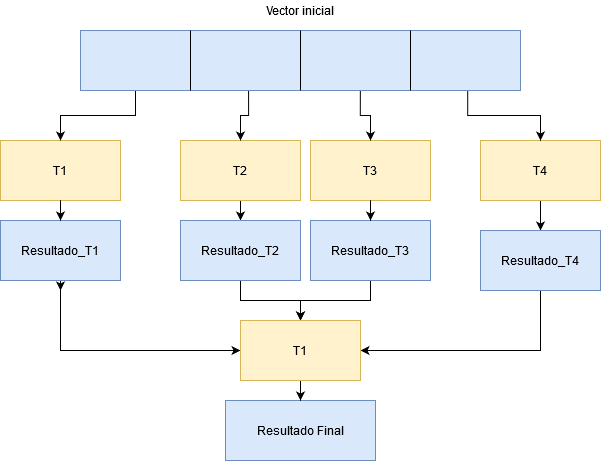 Vector inicial
T1
T2
T3
T4
Resultado_T1
Resultado_T2
Resultado_T3
Resultado_T4
T1
Resultado Final